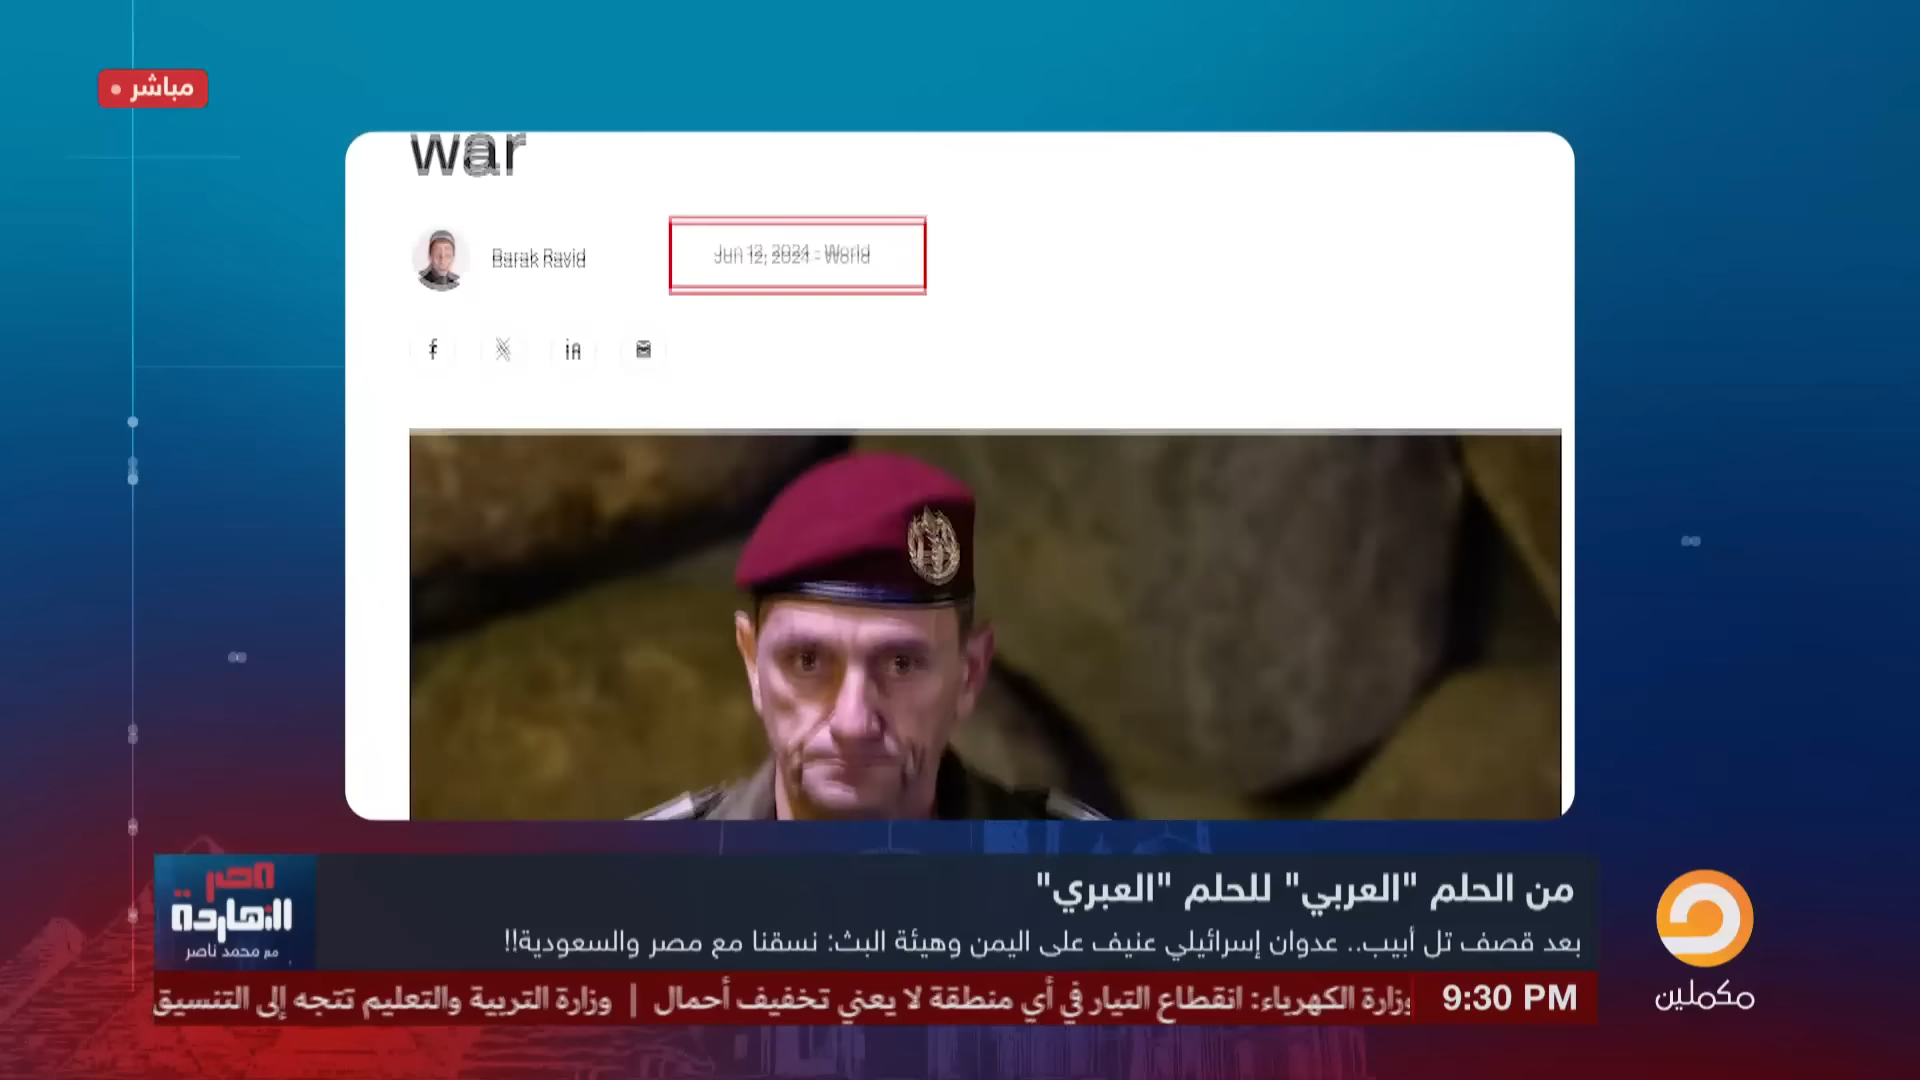 مباشر
war
Barak Ravid
Jun 12, 2024 - World
من الحلم "العربي" للحلم "العبري"
بعد قصف تل أبيب.. عدوان إسرائيلي عنيف على اليمن وهيئة البث: نسقنا مع مصر والسعودية!!
مصر النهاردة
مع محمد ناصر
9:30 PM
وزارة الكهرباء: انقطاع التيار في أي منطقة لا يعني تخفيف أحمال | وزارة التربية والتعليم تتجه إلى التنسيق
مكملين